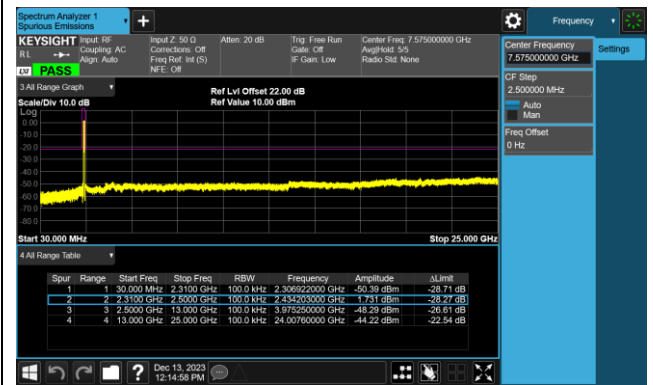 Spectrum Analyzer 1
Spurious Emissions
Frequency
KEYSIGHT
RL
Input: RF
Coupling: AC
Align: Auto
Input Z: 50 Ω
Corrections: Off
Freq Ref: Int (S)
NFE: Off
Atten: 20 dB
Trig: Free Run
Gate: Off
IF Gain: Low
Center Freq: 7.575000000 GHz
Avg|Hold: 5/5
Radio Std: None
PASS
3 All Range Graph
Scale/Div 10.0 dB
Ref Lvl Offset 22.00 dB
Ref Value 10.00 dBm
Log
0.00
-10.0
-20.0
-30.0
-40.0
-50.0
-60.0
-70.0
-80.0
Start 30.000 MHz
Stop 25.000 GHz
4 All Range Table
Spur Range Start Freq Stop Freq RBW Frequency Amplitude ΔLimit
1 1 30.000 MHz 2.3100 GHz 100.0 kHz 2.306922000 GHz -50.39 dBm -28.71 dB
2 2 2.3100 GHz 2.5000 GHz 100.0 kHz 2.434203000 GHz 1.731 dBm -28.27 dB
3 3 2.5000 GHz 13.000 GHz 100.0 kHz 3.975250000 GHz -48.29 dBm -26.61 dB
4 4 13.000 GHz 25.000 GHz 100.0 kHz 24.00760000 GHz -44.22 dBm -22.54 dB
Center Frequency
7.575000000 GHz
Settings
CF Step
2.500000 MHz
Auto
Man
Freq Offset
0 Hz
?
Dec 13, 2023
12:14:58 PM